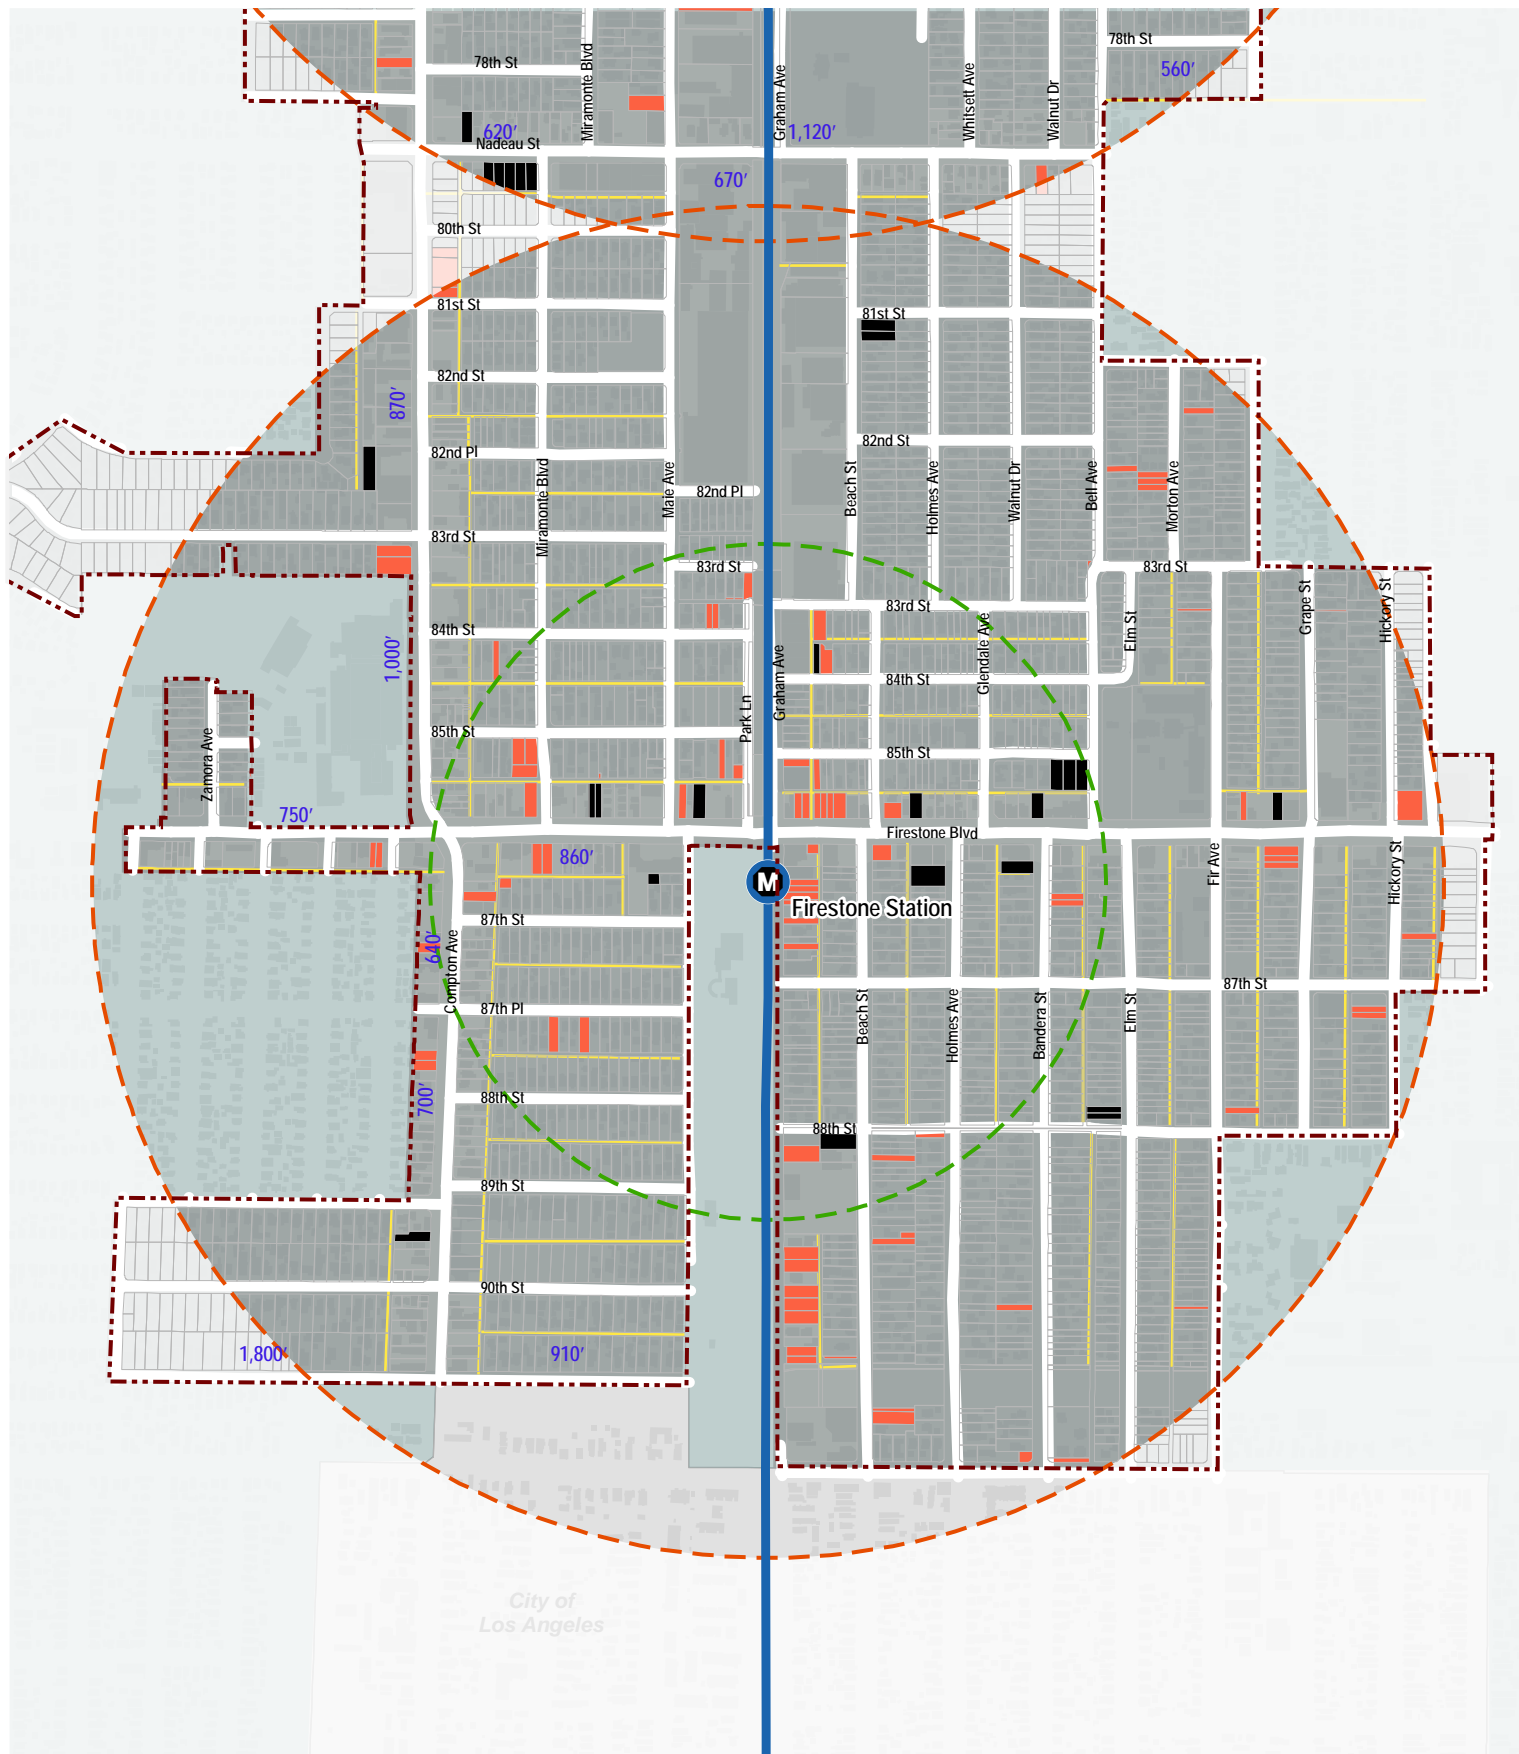 78th St
78th St
560'
Miramonte Blvd
Graham Ave
Whitsett Ave
Walnut Dr
620'
1,120'
Nadeau St
670'
80th St
81st St
81st St
82nd St
870'
82nd St
82nd Pl
Miramonte Blvd
Maie Ave
82nd Pl
Beach St
Holmes Ave
Walnut Dr
Bell Ave
Morton Ave
83rd St
83rd St
83rd St
83rd St
Grape St
Hickory St
84th St
Elm St
Glendale Ave
1,000'
84th St
Graham Ave
Park Ln
85th St
85th St
Zamora Ave
750'
Firestone Blvd
860'
Fir Ave
Hickory St
M
Firestone Station
87th St
640'
Compton Ave
87th St
87th Pl
Beach St
Holmes Ave
Bandera St
Elm St
88th St
700'
88th St
89th St
90th St
1,800'
910'
City of
Los Angeles